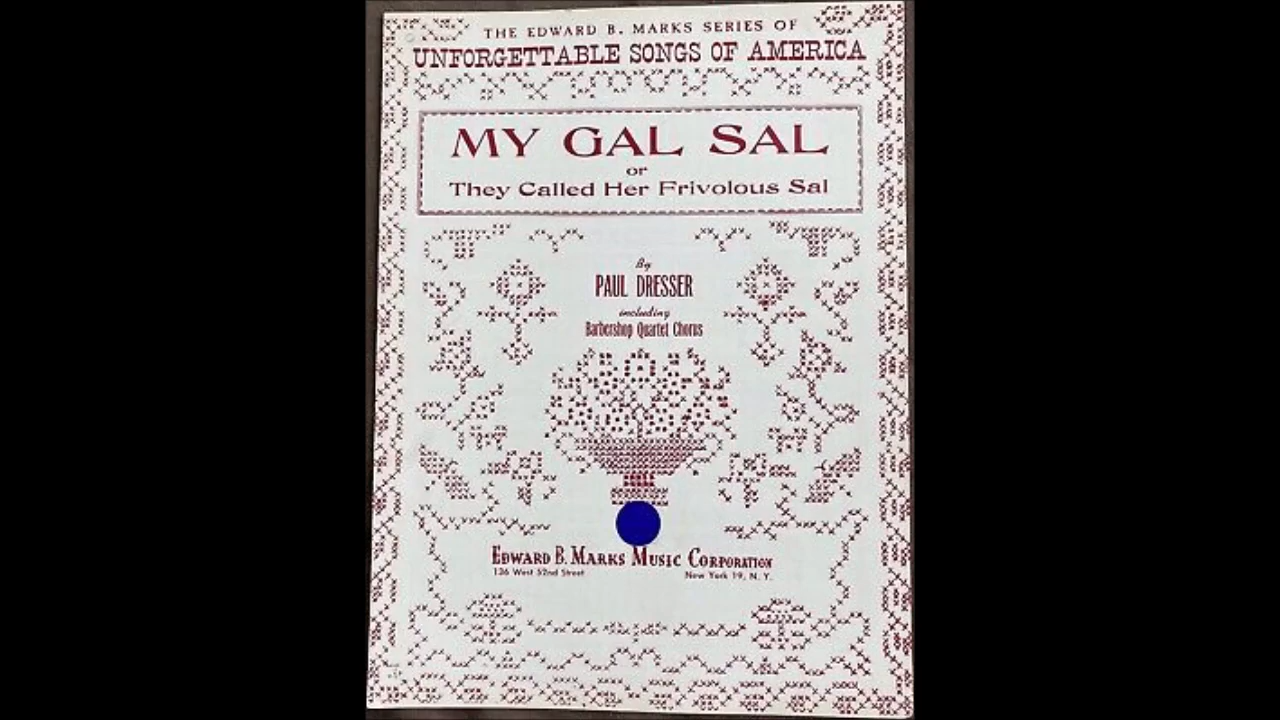 THE EDWARD B. MARKS SERIES OF
UNFORGETTABLE SONGS OF AMERICA
MY GAL SAL
or
They Called Her Frivolous Sal
By
PAUL DRESSER
including
Barbershop Quartet Chorus
EDWARD B. MARKS MUSIC CORPORATION
136 West 52nd Street New York 19, N. Y.